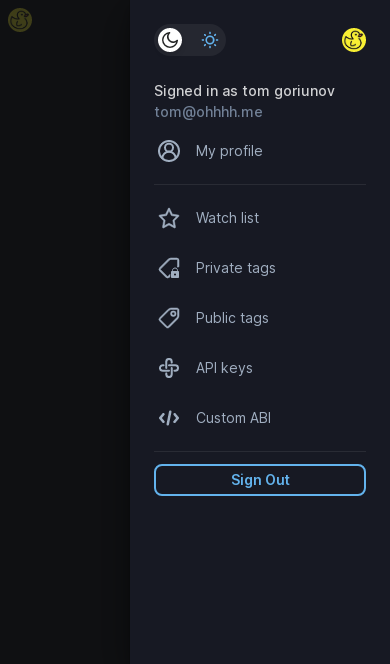 Signed in as tom goriunov
tom@ohhhh.me
My profile
Watch list
Private tags
Public tags
API keys
Custom ABI
Sign Out